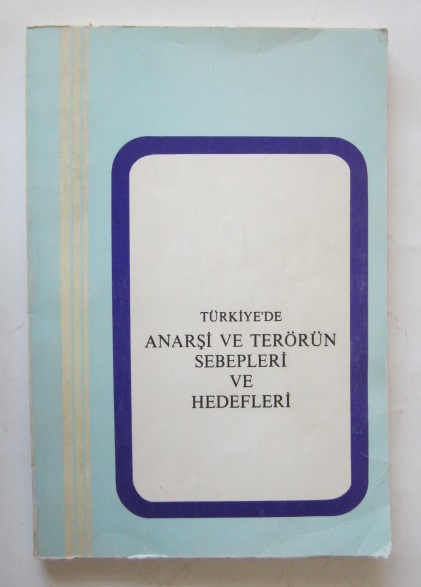 TÜRKİYE'DE
ANARŞİ VE TERÖRÜN
SEBEPLERİ
VE
HEDEFLERİ